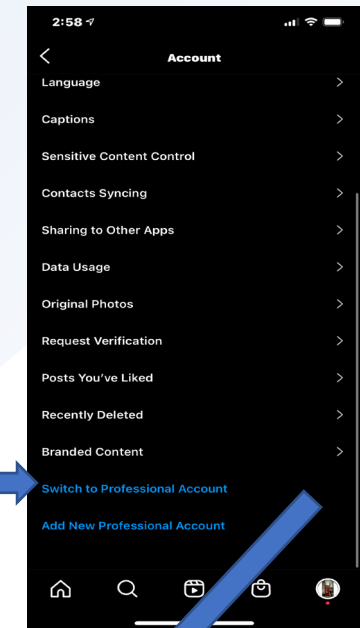 2:58
Account
Language
Captions
Sensitive Content Control
Contacts Syncing
Sharing to Other Apps
Data Usage
Original Photos
Request Verification
Posts You've Liked
Recently Deleted
Branded Content
Switch to Professional Account
Add New Professional Account